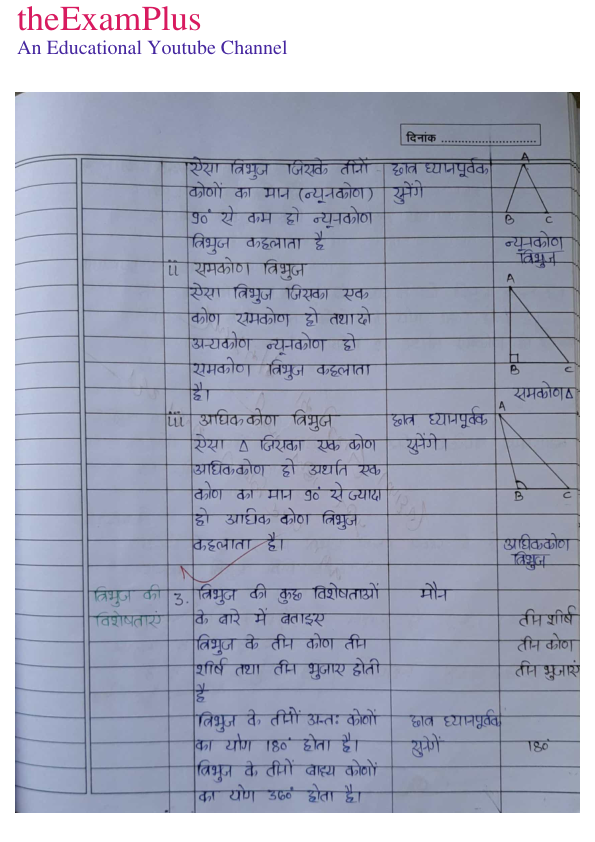 theExamPlus
An Educational Youtube Channel
दिनांक ..............................
ऐसा त्रिभुज जिसके तीनों
कोणों का मान (न्यूनकोण)
90° से कम हो न्यूनकोण
त्रिभुज कहलाता है
छात्र ध्यानपूर्वक
सुनेंगे
A
B C
न्यूनकोण
त्रिभुज
ii समकोण त्रिभुज
ऐसा त्रिभुज जिसका एक
कोण समकोण हो तथा दो
अन्यकोण न्यूनकोण हो
समकोण त्रिभुज कहलाता
है।
A
B C
समकोण Δ
iii अधिककोण त्रिभुज
ऐसा Δ जिसका एक कोण
अधिककोण हो अर्थात एक
कोण का मान 90° से ज्यादा
हो अधिक कोण त्रिभुज
कहलाता है।
छात्र ध्यानपूर्वक
सुनेंगे।
A
B C
अधिककोण
त्रिभुज
त्रिभुज की
विशेषताएं
3. त्रिभुज की कुछ विशेषताओं
के बारे में बताइए
त्रिभुज के तीन कोण तीन
शीर्ष तथा तीन भुजाए होती
है
मौन
तीन शीर्ष
तीन कोण
तीन भुजाएं
त्रिभुज के तीनों अन्तः कोणों
का योग 180° होता है।
त्रिभुज के तीनों बाह्य कोणों
का योग 360° होता है।
छात्र ध्यानपूर्वक
सुनेगें
180°